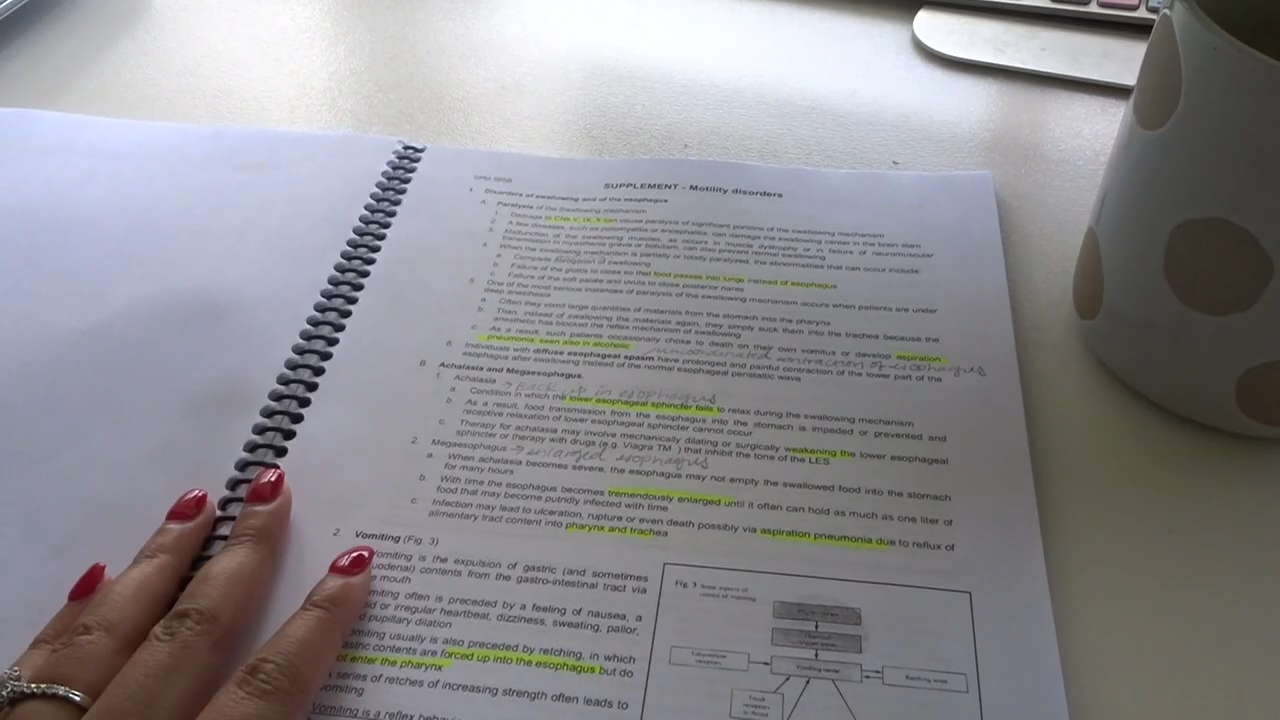 SUPPLEMENT - Motility disorders
1. Disorders of swallowing and of the esophagus
A. Paralysis of the swallowing mechanism
1. Damage to CNs V, IX, X can cause paralysis of significant portions of the swallowing mechanism
2. A few diseases, such as poliomyelitis or encephalitis, can damage the swallowing center in the brain stem
3. Malfunction of the swallowing muscles, as occurs in muscle dystrophy or in failure of neuromuscular
transmission in myasthenia gravis or botulism, can also prevent normal swallowing
4. When the swallowing mechanism is partially or totally paralyzed, the abnormalities that can occur include:
a. Complete abrogation of swallowing
b. Failure of the glottis to close so that food passes into lungs instead of esophagus
c. Failure of the soft palate and uvula to close posterior nares
5. One of the most serious instances of paralysis of the swallowing mechanism occurs when patients are under
deep anesthesia
a. Often they vomit large quantities of materials from the stomach into the pharynx
b. Then, instead of swallowing the materials again, they simply suck them into the trachea because the
anesthetic has blocked the reflex mechanism of swallowing
c. As a result, such patients occasionally choke to death on their own vomitus or develop aspiration
pneumonia; seen also in alcoholic
uncoordinated contraction of esophagus
6. Individuals with diffuse esophageal spasm have prolonged and painful contraction of the lower part of the
esophagus after swallowing instead of the normal esophageal peristaltic wave
B. Achalasia and Megaesophagus.
1. Achalasia → back up in esophagus
a. Condition in which the lower esophageal sphincter fails to relax during the swallowing mechanism
b. As a result, food transmission from the esophagus into the stomach is impeded or prevented and
receptive relaxation of lower esophageal sphincter cannot occur
c. Therapy for achalasia may involve mechanically dilating or surgically weakening the lower esophageal
sphincter or therapy with drugs (e.g. Viagra TM ) that inhibit the tone of the LES
2. Megaesophagus → enlarged esophagus
a. When achalasia becomes severe, the esophagus may not empty the swallowed food into the stomach
for many hours
b. With time the esophagus becomes tremendously enlarged until it often can hold as much as one liter of
food that may become putridly infected with time
c. Infection may lead to ulceration, rupture or even death possibly via aspiration pneumonia due to reflux of
alimentary tract content into pharynx and trachea
2. Vomiting (Fig. 3)
Vomiting is the expulsion of gastric (and sometimes
uodenal) contents from the gastro-intestinal tract via
e mouth
miting often is preceded by a feeling of nausea, a
id or irregular heartbeat, dizziness, sweating, pallor,
d pupillary dilation
omiting usually is also preceded by retching, in which
astric contents are forced up into the esophagus but do
ot enter the pharynx
series of retches of increasing strength often leads to
vomiting
Vomiting is a reflex behav
Fig. 3 Some aspects of
control of vomiting
Vomiting center